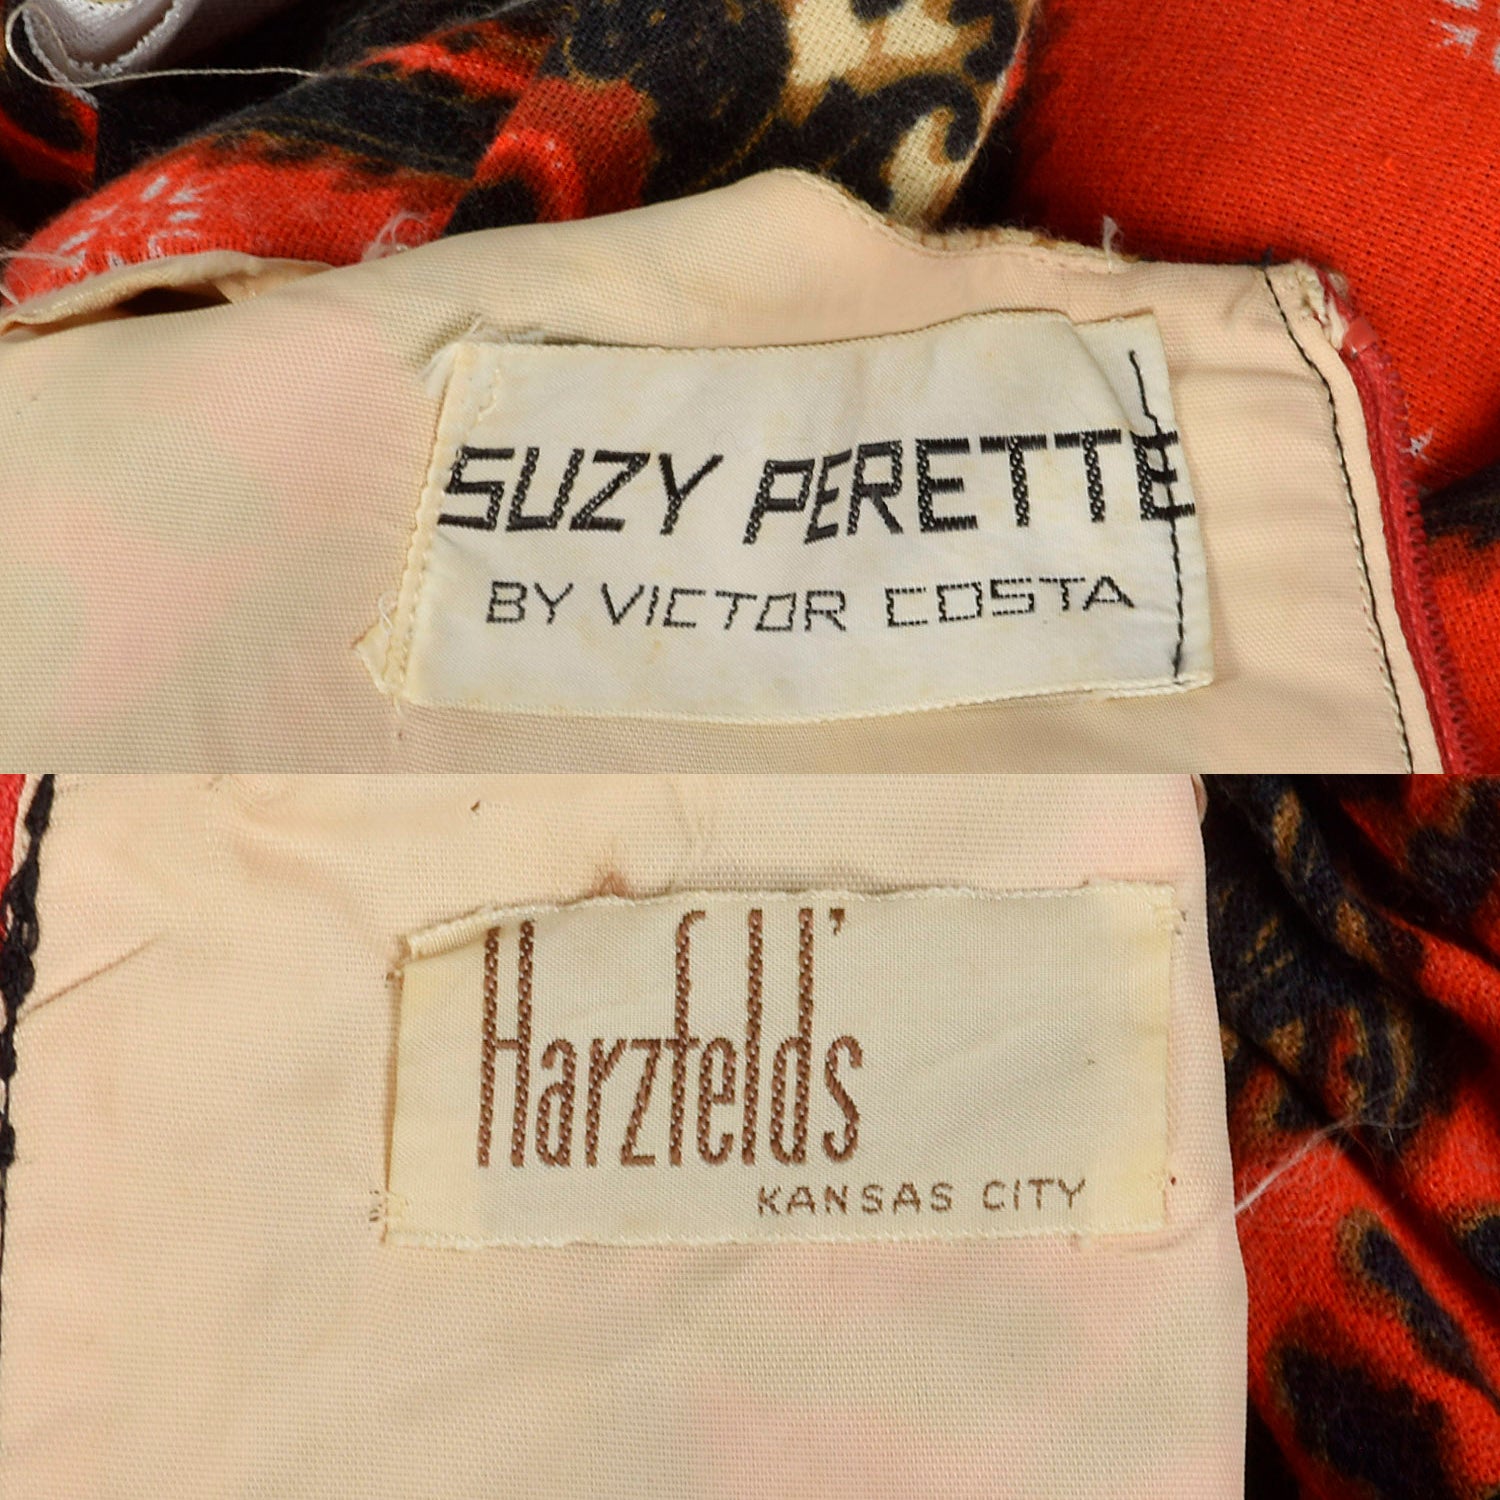 SUZY PERETTE
BY VICTOR COSTA
Harzfeld's
KANSAS CITY